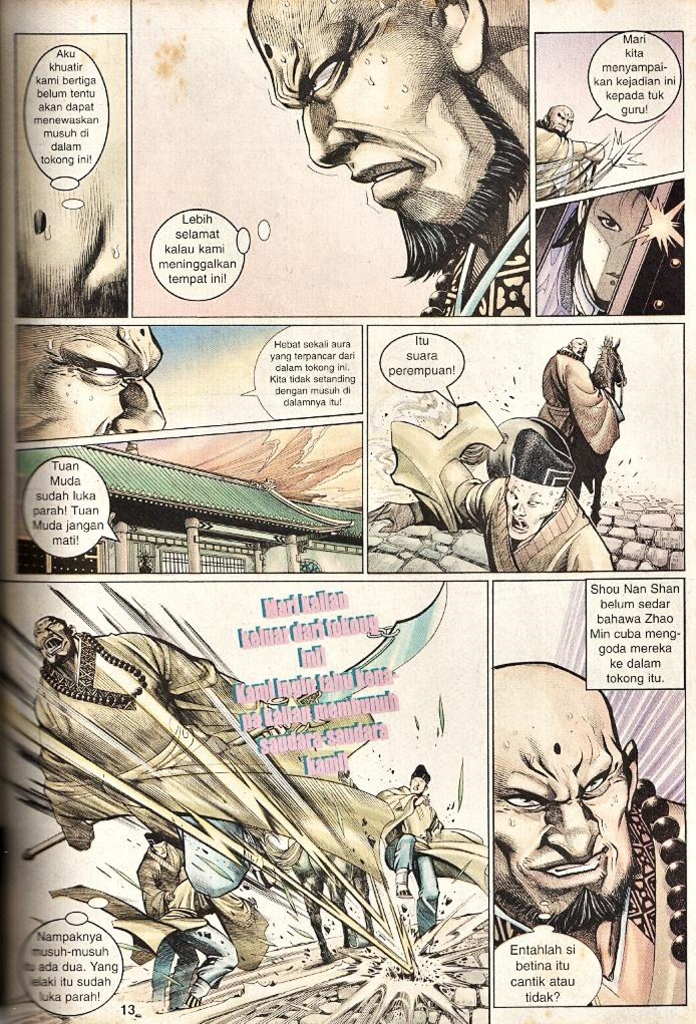 Aku
khuatir
kami bertiga
belum tentu
akan dapat
menewaskan
musuh di
dalam
tokong ini!
Lebih
selamat
kalau kami
meninggalkan
tempat ini!
Mari
kita
menyampai-
kan kejadian ini
kepada tuk
guru!
Hebat sekali aura
yang terpancar dari
dalam tokong ini.
Kita tidak setanding
dengan musuh di
dalamnya itu!
Tuan
Muda
sudah luka
parah! Tuan
Muda jangan
mati!
Itu
suara
perempuan!
Mari kalian
keluar dari tokong
ini!
Kami ingin tahu kena-
pa kalian membunuh
saudara-saudara
kami!
Shou Nan Shan
belum sedar
bahawa Zhao
Min cuba meng-
goda mereka
ke dalam
tokong itu.
Nampaknya
musuh-musuh
ada dua. Yang
itu sudah
luka parah!
Entahlah si
betina itu
cantik atau
tidak?
13